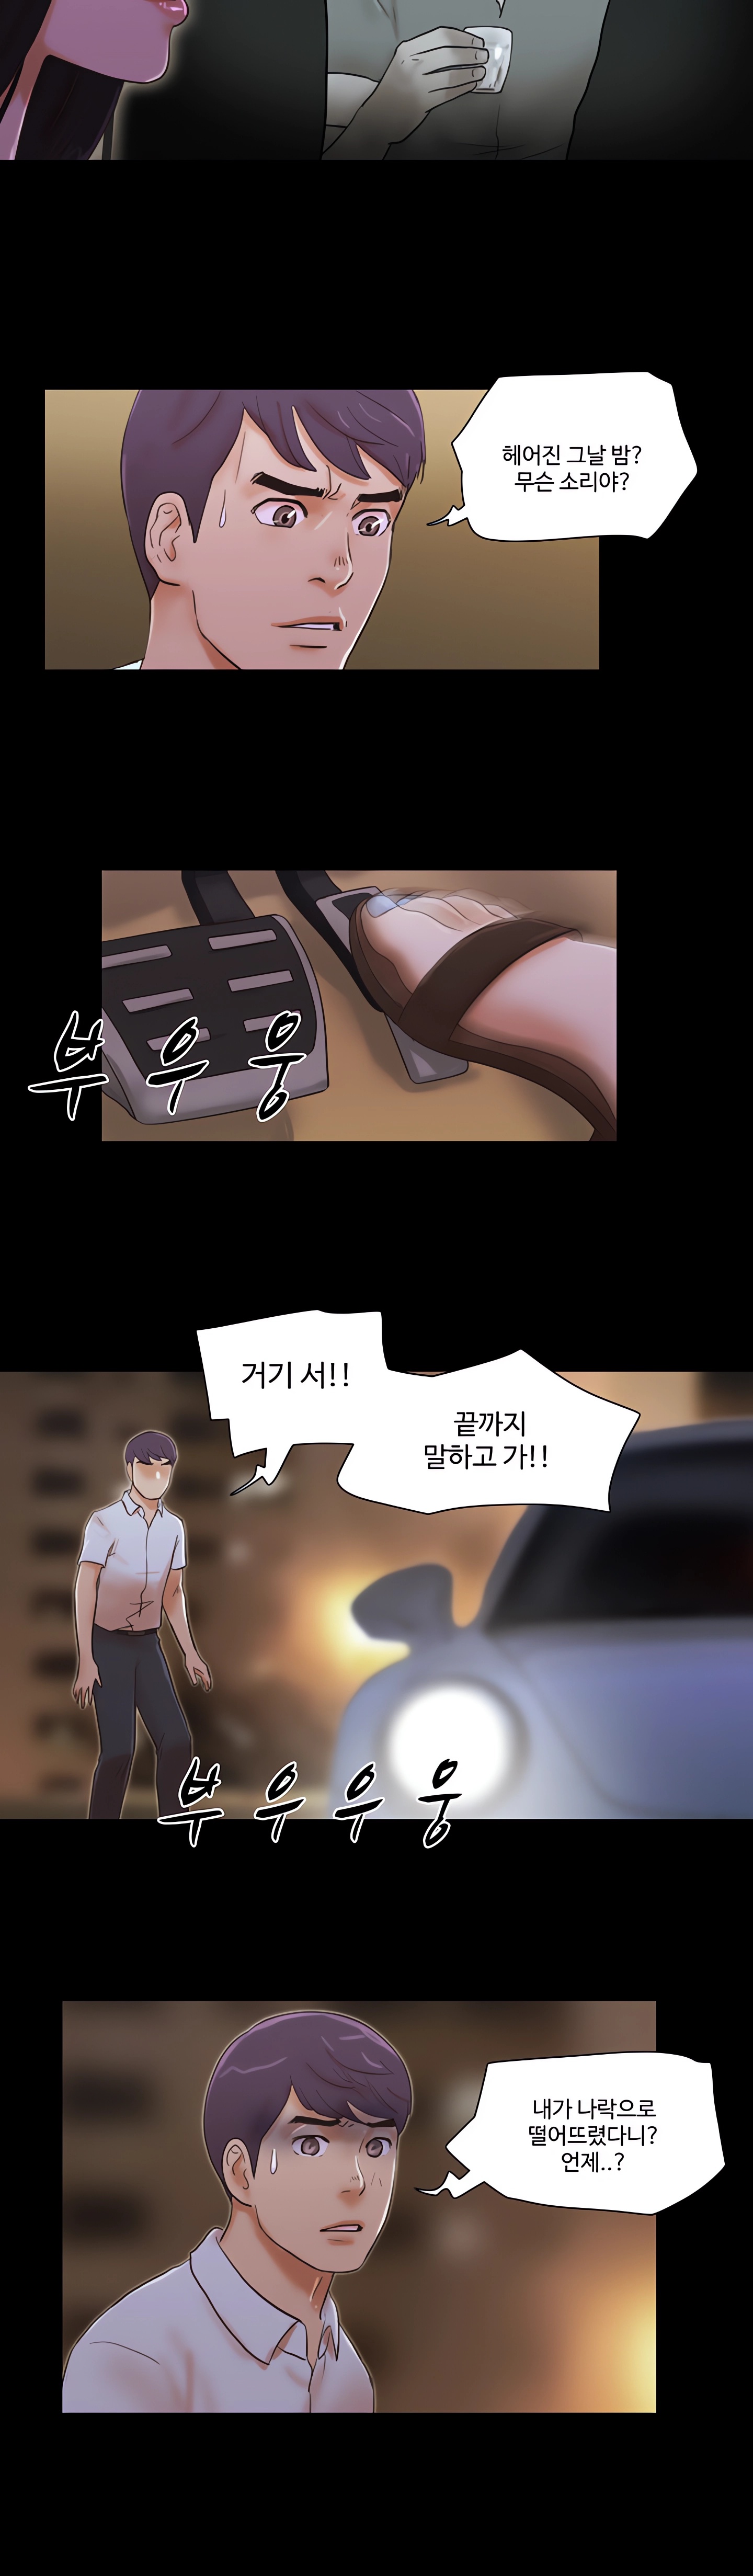 헤어진 그날 밤?
무슨 소리야?
부우웅
거기 서!!
끝까지
말하고 가!!
부우우웅
내가 나락으로
떨어뜨렸다니?
언제..?